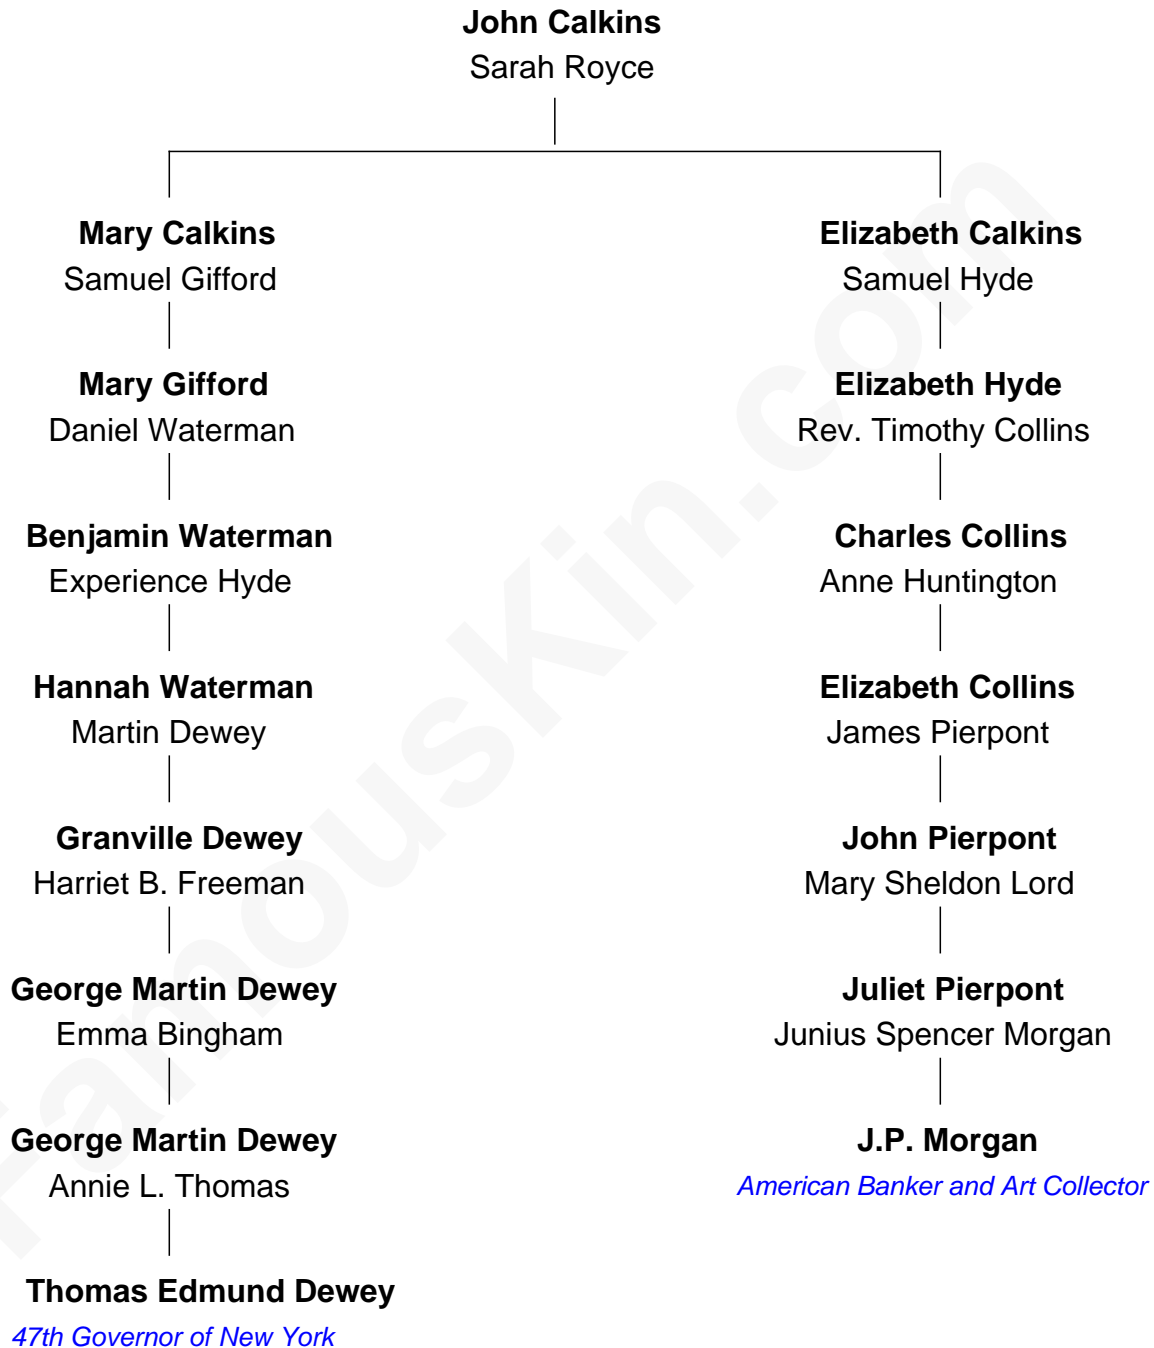 John Calkins
Sarah Royce
Mary Calkins
Samuel Gifford
Mary Gifford
Daniel Waterman
Benjamin Waterman
Experience Hyde
Hannah Waterman
Martin Dewey
Granville Dewey
Harriet B. Freeman
George Martin Dewey
Emma Bingham
George Martin Dewey
Annie L. Thomas
Thomas Edmund Dewey
47th Governor of New York
Elizabeth Calkins
Samuel Hyde
Elizabeth Hyde
Rev. Timothy Collins
Charles Collins
Anne Huntington
Elizabeth Collins
James Pierpont
John Pierpont
Mary Sheldon Lord
Juliet Pierpont
Junius Spencer Morgan
J.P. Morgan
American Banker and Art Collector
FamousKin.com